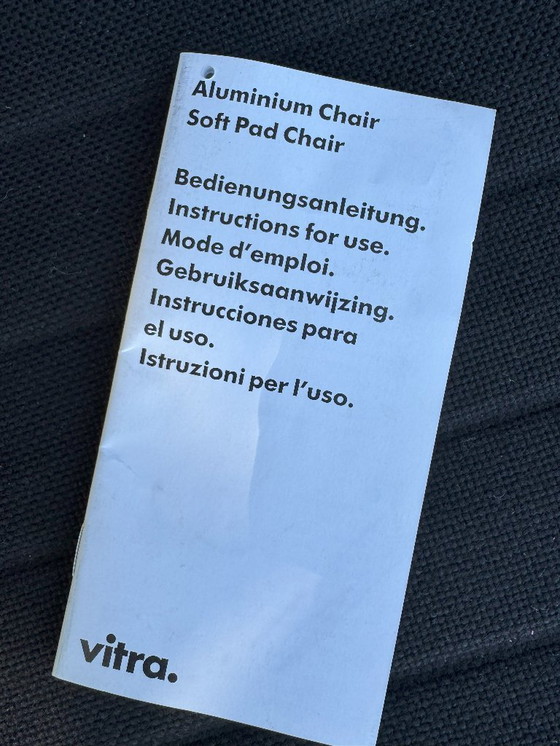 Aluminium Chair
Soft Pad Chair
Bedienungsanleitung.
Instructions for use.
Mode d'emploi.
Gebruiksaanwijzing.
Instrucciones para
el uso.
Istruzioni per l'uso.
vitra.